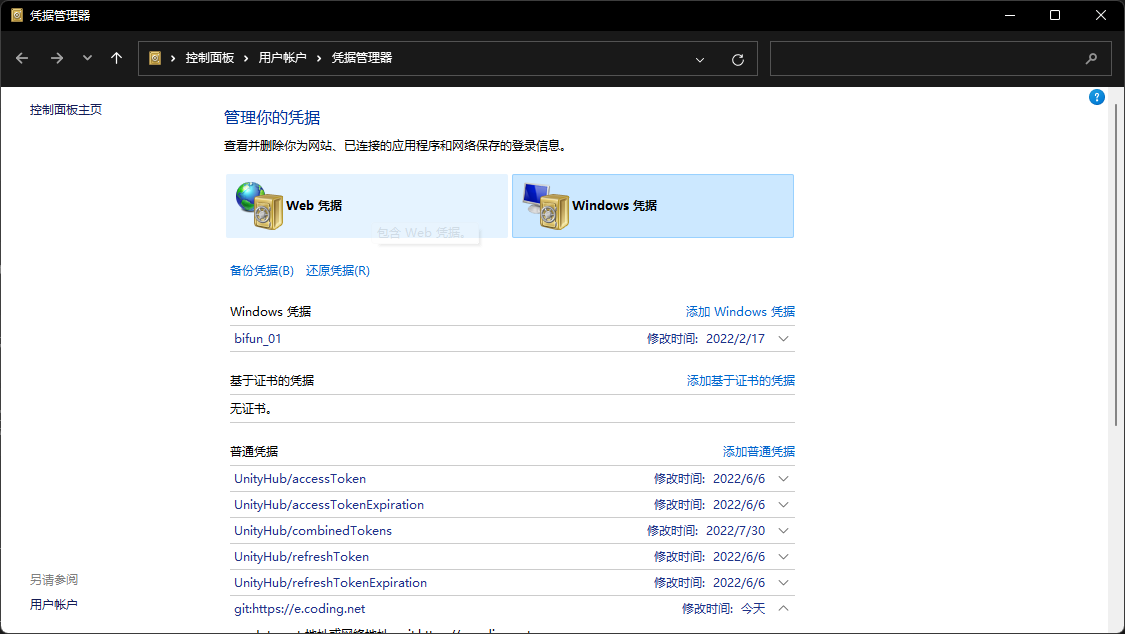 凭据管理器
控制面板 › 用户帐户 › 凭据管理器
控制面板主页
管理你的凭据
查看并删除你为网站、已连接的应用程序和网络保存的登录信息。
Web 凭据
Windows 凭据
包含 Web 凭据。
备份凭据(B) 还原凭据(R)
Windows 凭据 添加 Windows 凭据
bifun_01 修改时间: 2022/2/17
基于证书的凭据 添加基于证书的凭据
无证书。
普通凭据 添加普通凭据
UnityHub/accessToken 修改时间: 2022/6/6
UnityHub/accessTokenExpiration 修改时间: 2022/6/6
UnityHub/combinedTokens 修改时间: 2022/7/30
UnityHub/refreshToken 修改时间: 2022/6/6
UnityHub/refreshTokenExpiration 修改时间: 2022/6/6
git:https://e.coding.net 修改时间: 今天
另请参阅
用户帐户